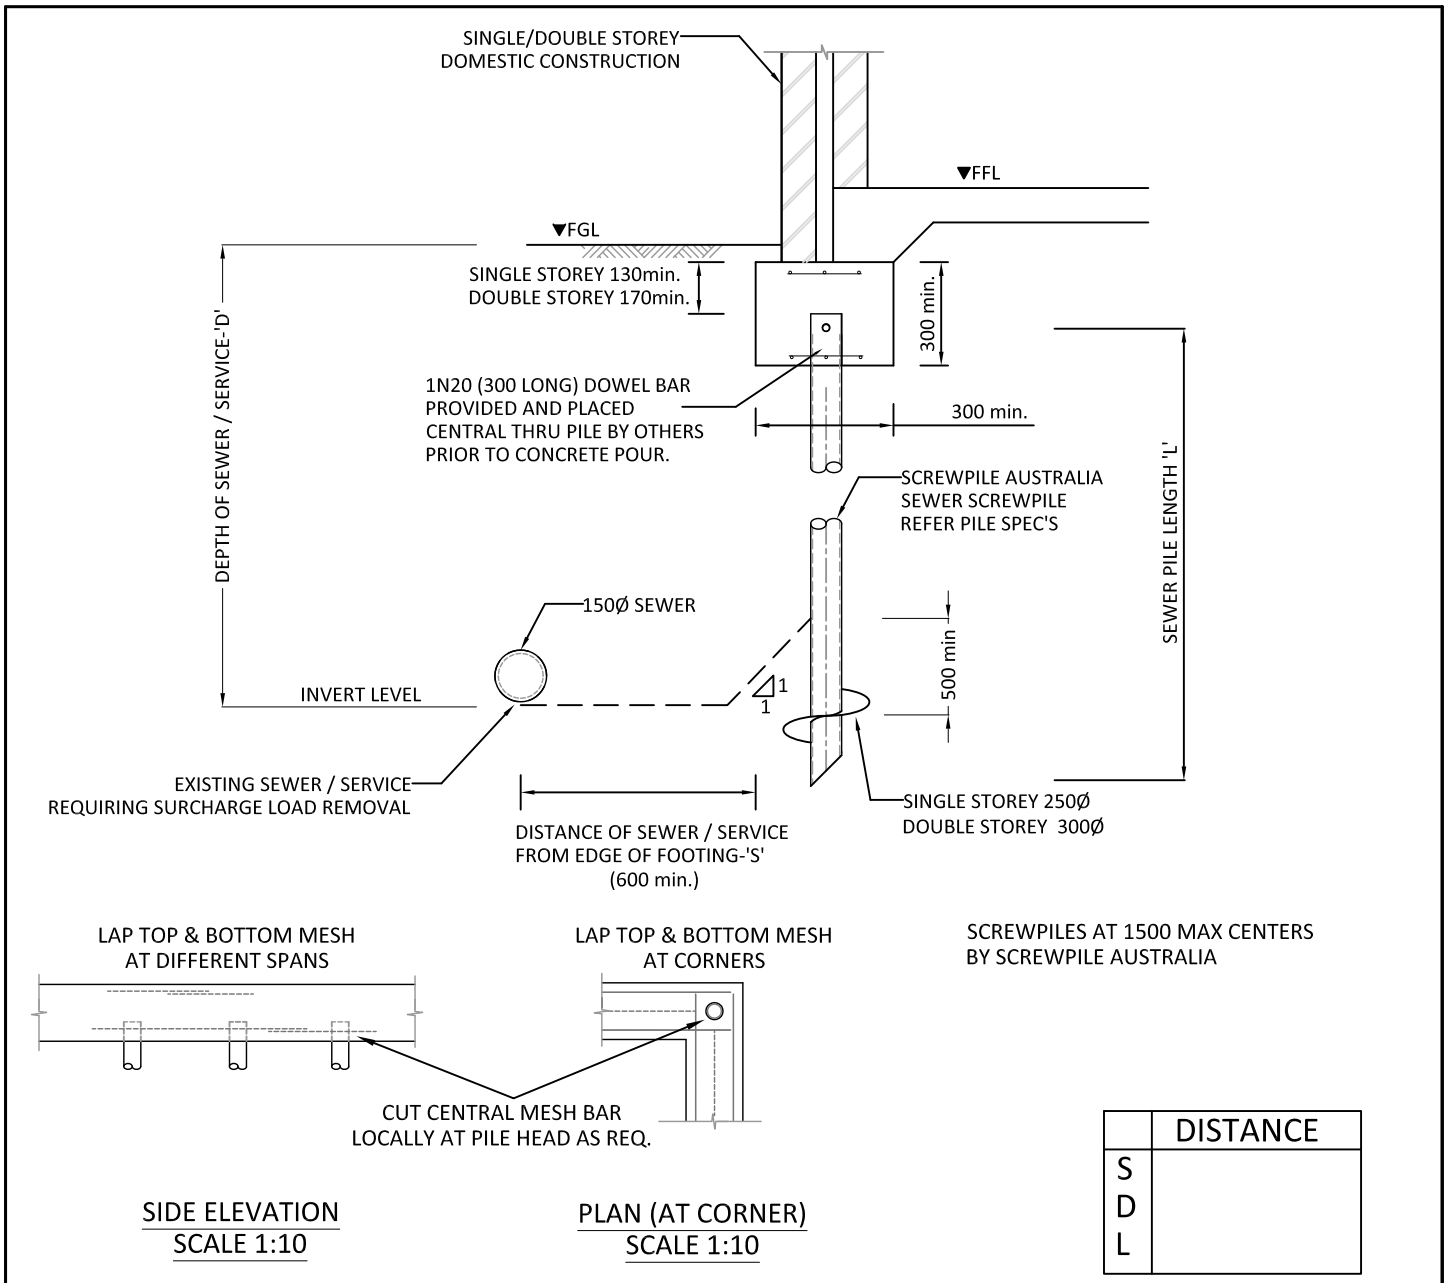 SINGLE/DOUBLE STOREY
DOMESTIC CONSTRUCTION
▼FFL
▼FGL
SINGLE STOREY 130min.
DOUBLE STOREY 170min.
300 min.
DEPTH OF SEWER / SERVICE-'D'
1N20 (300 LONG) DOWEL BAR
PROVIDED AND PLACED
CENTRAL THRU PILE BY OTHERS
PRIOR TO CONCRETE POUR.
300 min.
SCREWPILE AUSTRALIA
SEWER SCREWPILE
REFER PILE SPEC'S
SEWER PILE LENGTH 'L'
150Ø SEWER
INVERT LEVEL
1
1
500 min
EXISTING SEWER / SERVICE
REQUIRING SURCHARGE LOAD REMOVAL
SINGLE STOREY 250Ø
DOUBLE STOREY 300Ø
DISTANCE OF SEWER / SERVICE
FROM EDGE OF FOOTING-'S'
(600 min.)
LAP TOP & BOTTOM MESH
AT DIFFERENT SPANS
LAP TOP & BOTTOM MESH
AT CORNERS
SCREWPILES AT 1500 MAX CENTERS
BY SCREWPILE AUSTRALIA
CUT CENTRAL MESH BAR
LOCALLY AT PILE HEAD AS REQ.
SIDE ELEVATION
SCALE 1:10
PLAN (AT CORNER)
SCALE 1:10
DISTANCE
S
D
L